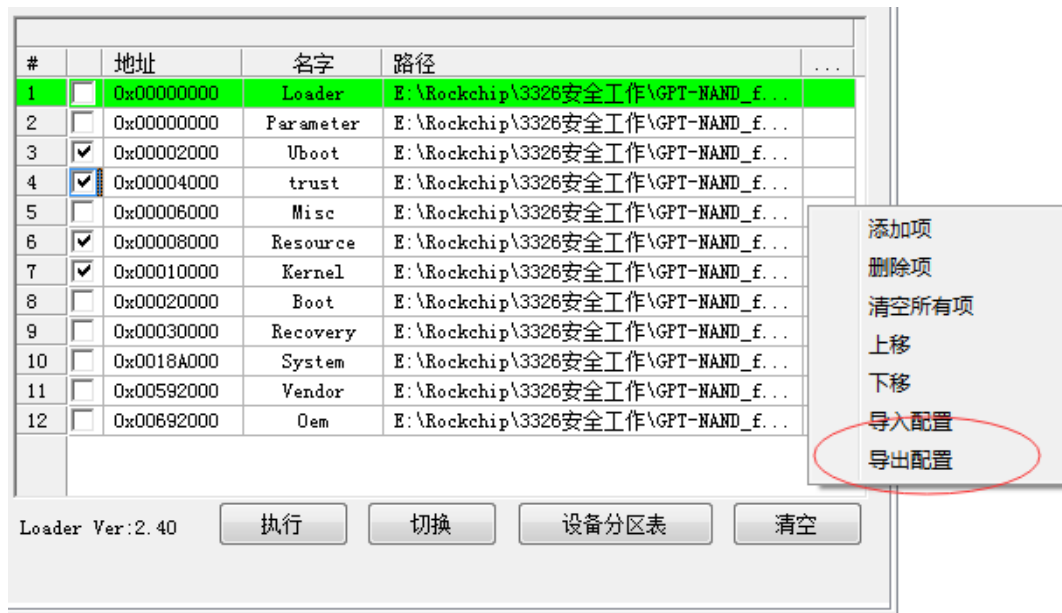 # 地址 名字 路径 ...
1 0x00000000 Loader E:\Rockchip\3326安全工作\GPT-NAND_f...
2 0x00000000 Parameter E:\Rockchip\3326安全工作\GPT-NAND_f...
3 0x00002000 Uboot E:\Rockchip\3326安全工作\GPT-NAND_f...
4 0x00004000 trust E:\Rockchip\3326安全工作\GPT-NAND_f...
5 0x00006000 Misc E:\Rockchip\3326安全工作\GPT-NAND_f...
6 0x00008000 Resource E:\Rockchip\3326安全工作\GPT-NAND_f...
7 0x00010000 Kernel E:\Rockchip\3326安全工作\GPT-NAND_f...
8 0x00020000 Boot E:\Rockchip\3326安全工作\GPT-NAND_f...
9 0x00030000 Recovery E:\Rockchip\3326安全工作\GPT-NAND_f...
10 0x0018A000 System E:\Rockchip\3326安全工作\GPT-NAND_f...
11 0x00592000 Vendor E:\Rockchip\3326安全工作\GPT-NAND_f...
12 0x00692000 Oem E:\Rockchip\3326安全工作\GPT-NAND_f...
添加项
删除项
清空所有项
上移
下移
导入配置
导出配置
Loader Ver:2.40 执行 切换 设备分区表 清空